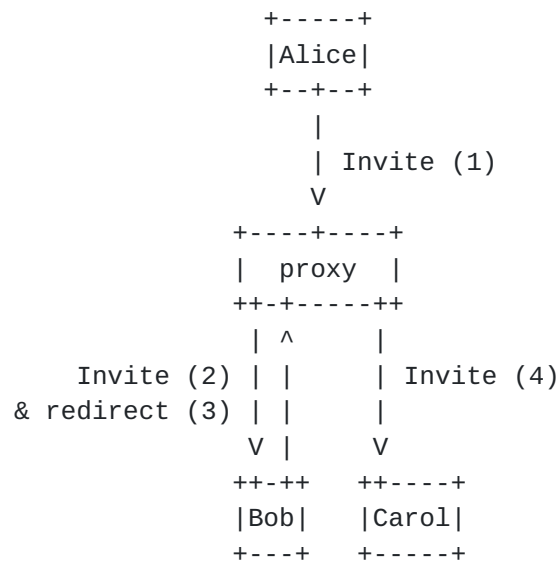 +-----+
|Alice|
+--+--+
|
| Invite (1)
V
+----+----+
| proxy |
++-+-----++
| ^ |
Invite (2) | | | Invite (4)
& redirect (3) | | |
V | V
++-++ ++----+
|Bob| |Carol|
+---+ +-----+